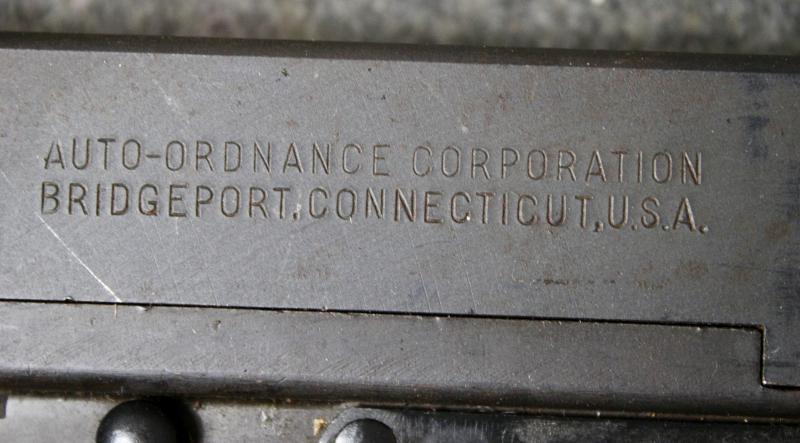 AUTO-ORDNANCE CORPORATION
BRIDGEPORT, CONNECTICUT, U.S.A.